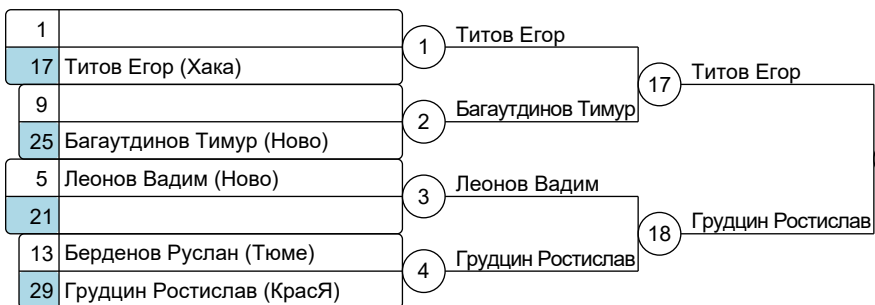 1
17 Титов Егор (Хака)
9
25 Багаутдинов Тимур (Ново)
5 Леонов Вадим (Ново)
21
13 Берденов Руслан (Тюме)
29 Грудцин Ростислав (КрасЯ)
1 Титов Егор
2 Багаутдинов Тимур
3 Леонов Вадим
4 Грудцин Ростислав
17 Титов Егор
18 Грудцин Ростислав